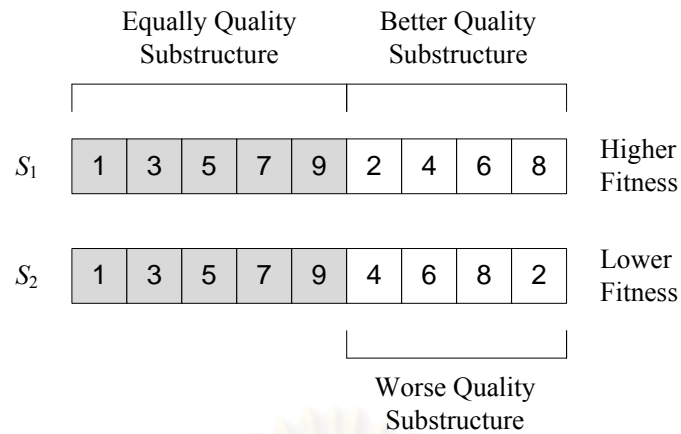 Equally Quality Substructure
Better Quality Substructure
S1 1 3 5 7 9 2 4 6 8 Higher Fitness
S2 1 3 5 7 9 4 6 8 2 Lower Fitness
Worse Quality Substructure